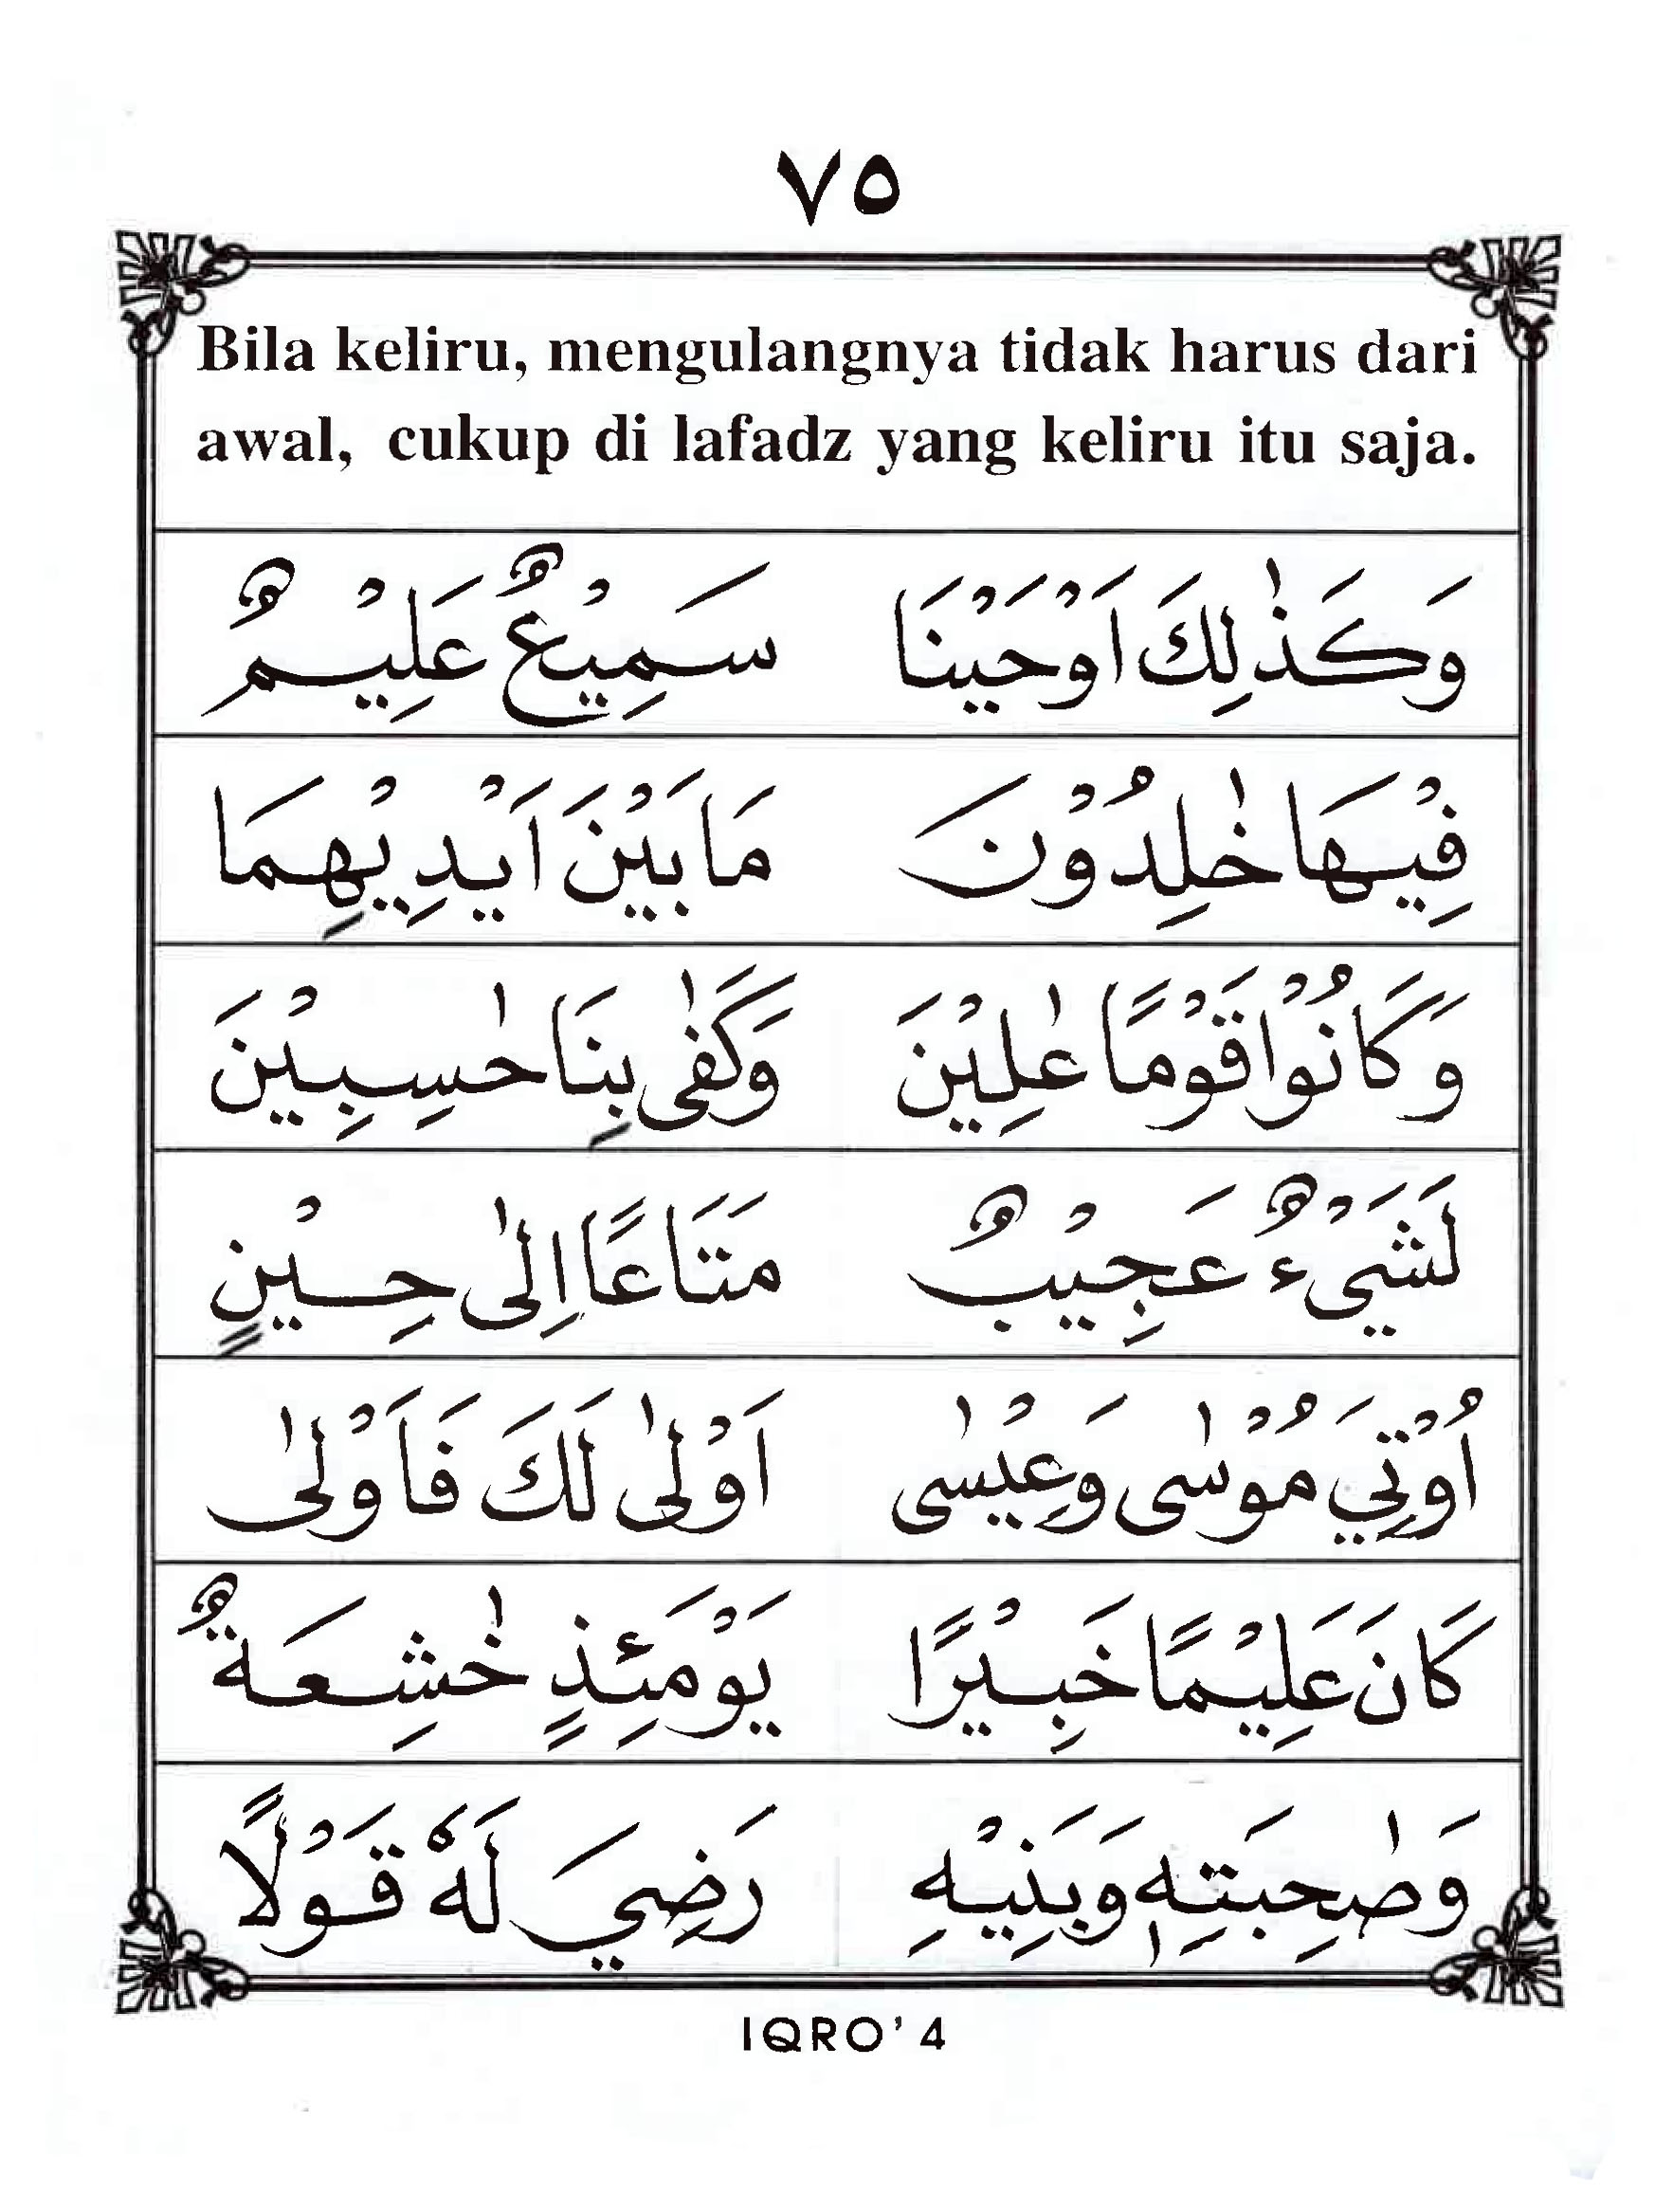 ٧٥
Bila keliru, mengulangnya tidak harus dari
awal, cukup di lafadz yang keliru itu saja.
وَكَذٰلِكَ اَوْحَيْنَا سَمِيْعٌ عَلِيْمٌ
فِيْهَا خٰلِدُوْنَ مَا بَيْنَ اَيْدِيْهِمَا
وَكَانُوْا قَوْمًا عٰلِيْنَ وَكَفٰى بِنَا حٰسِبِيْنَ
لَشَيْءٌ عَجِيْبٌ مَتَاعًا اِلٰى حِيْنٍ
اُوْتِيَ مُوْسٰى وَعِيْسٰى اَوْلٰى لَكَ فَاَوْلٰى
كَانَ عَلِيْمًا خَبِيْرًا يَوْمَئِذٍ خٰشِعَةٌ
وَصٰحِبَتِهٖ وَبَنِيْهِ رَضِيَ لَهٗ قَوْلًا
IQRO' 4